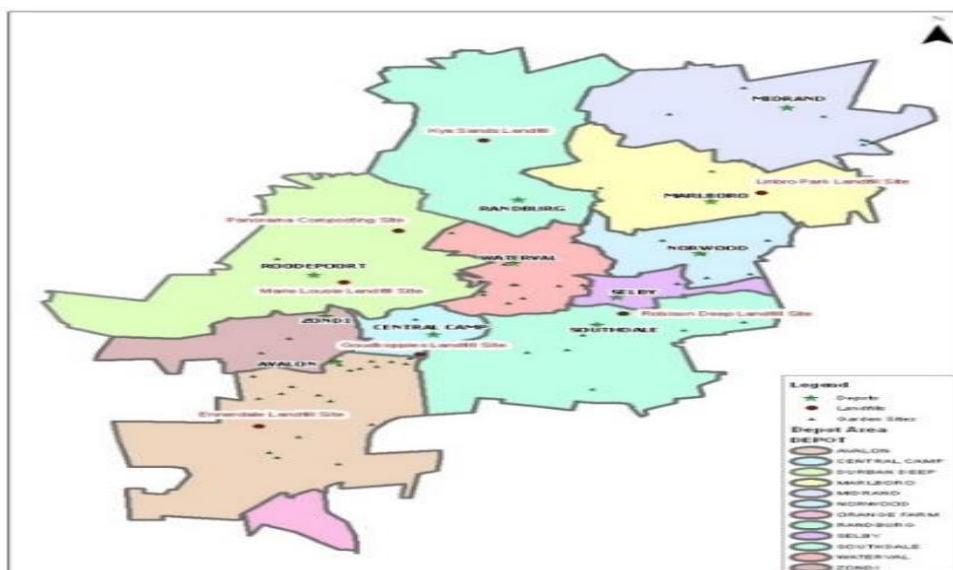 N
MIDRAND
Kya Sands Landfill
Linbro Park Landfill Site
MARLBORO
RANDBURG
Panorama Composting Site
NORWOOD
WATERVAL
ROODEPOORT
Marie Lousie Landfill Site
SELBY
Robison Deep Landfill Site
ZONDI
CENTRAL CAMP
SOUTHDALE
Goudkoppies Landfill Site
AVALON
Ennerdale Landfill Site
Legend
Depots
Landfills
Garden Sites
Depot Area
DEPOT
AVALON
CENTRAL CAMP
DURBAN DEEP
MARLBORO
MIDRAND
NORWOOD
ORANGE FARM
RANDBURG
SELBY
SOUTHDALE
WATERVAL
ZONDI